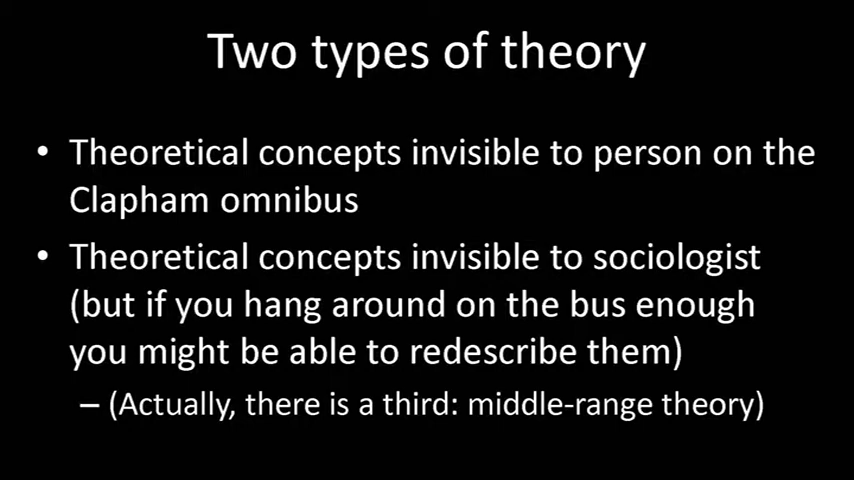 Two types of theory
• Theoretical concepts invisible to person on the
Clapham omnibus
• Theoretical concepts invisible to sociologist
(but if you hang around on the bus enough
you might be able to redescribe them)
– (Actually, there is a third: middle-range theory)